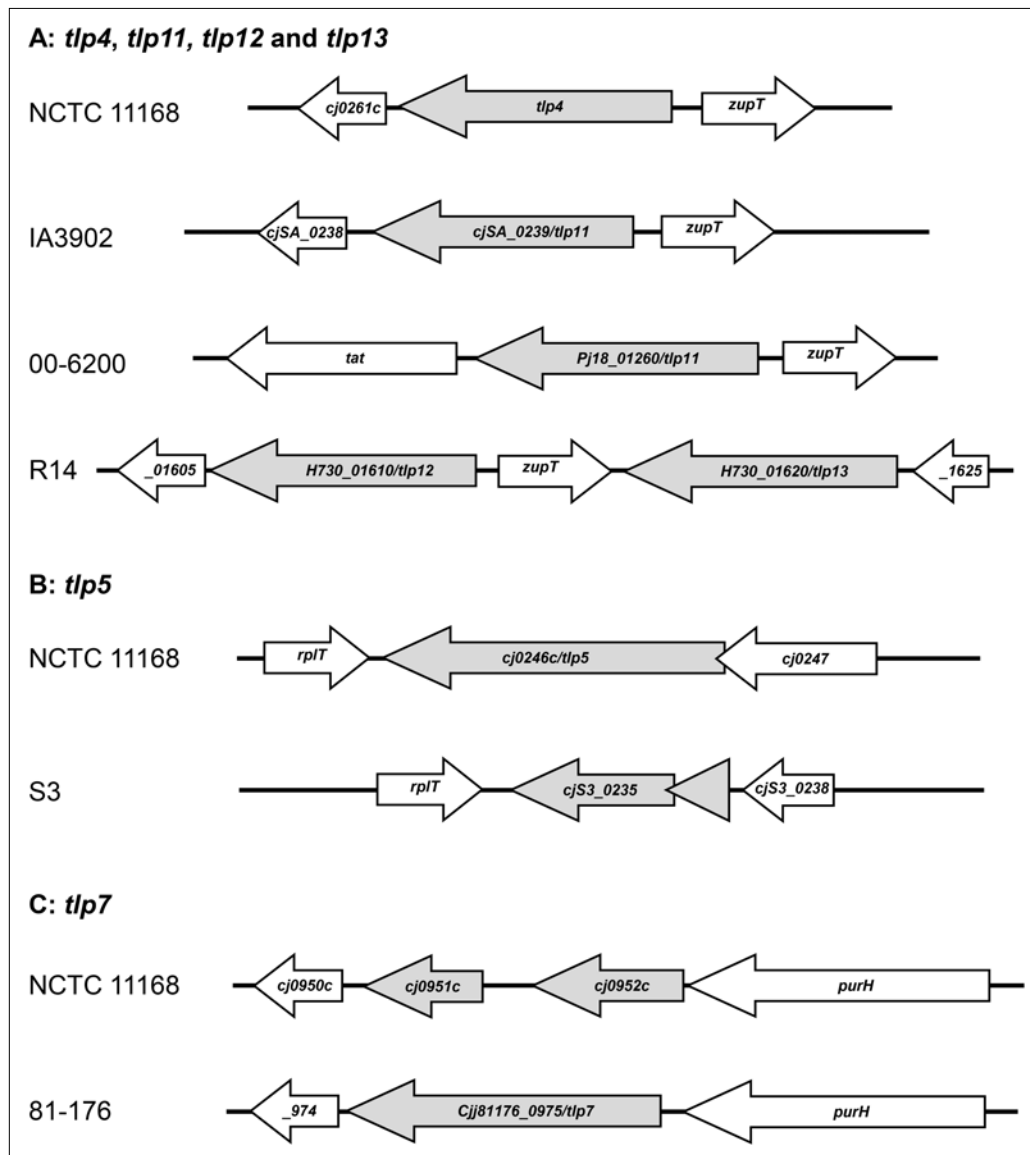 A: tlp4, tlp11, tlp12 and tlp13
NCTC 11168
cj0261c
tlp4
zupT
IA3902
cjSA_0238
cjSA_0239/tlp11
zupT
00-6200
tat
Pj18_01260/tlp11
zupT
R14
_01605
H730_01610/tlp12
zupT
H730_01620/tlp13
_1625
B: tlp5
NCTC 11168
rplT
cj0246c/tlp5
cj0247
S3
rplT
cjS3_0235
cjS3_0238
C: tlp7
NCTC 11168
cj0950c
cj0951c
cj0952c
purH
81-176
_974
Cjj81176_0975/tlp7
purH